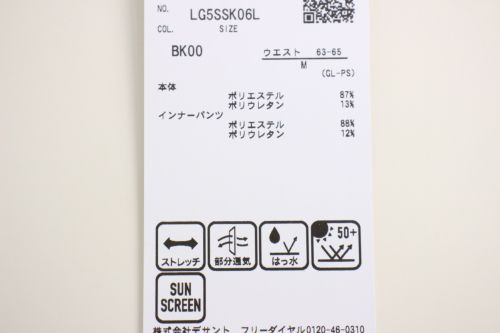 NO. LG5SSK06L
COL. SIZE
BK00 ウエスト 63-65
M
(GL-PS)
本体
ポリエステル 87%
ポリウレタン 13%
インナーパンツ
ポリエステル 88%
ポリウレタン 12%
50+
ストレッチ 部分通気 はっ水
SUN
SCREEN
株式会社デサント フリーダイヤル0120-46-0310